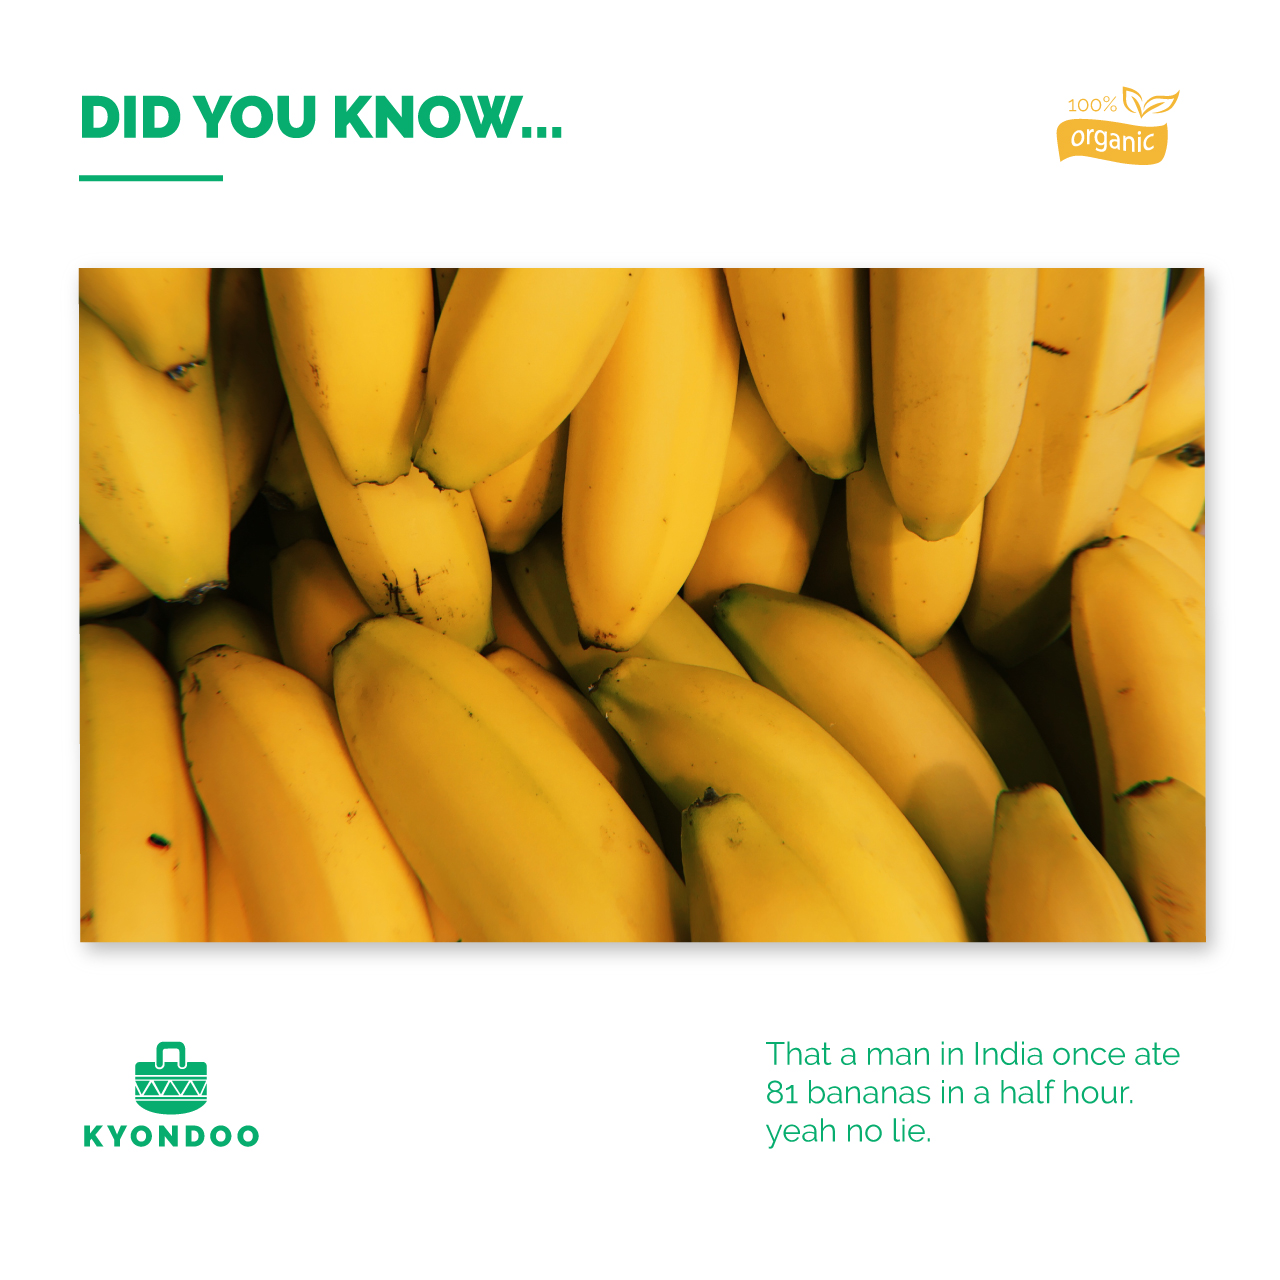 DID YOU KNOW...
100%
organic
KYONDOO
That a man in India once ate
81 bananas in a half hour.
yeah no lie.